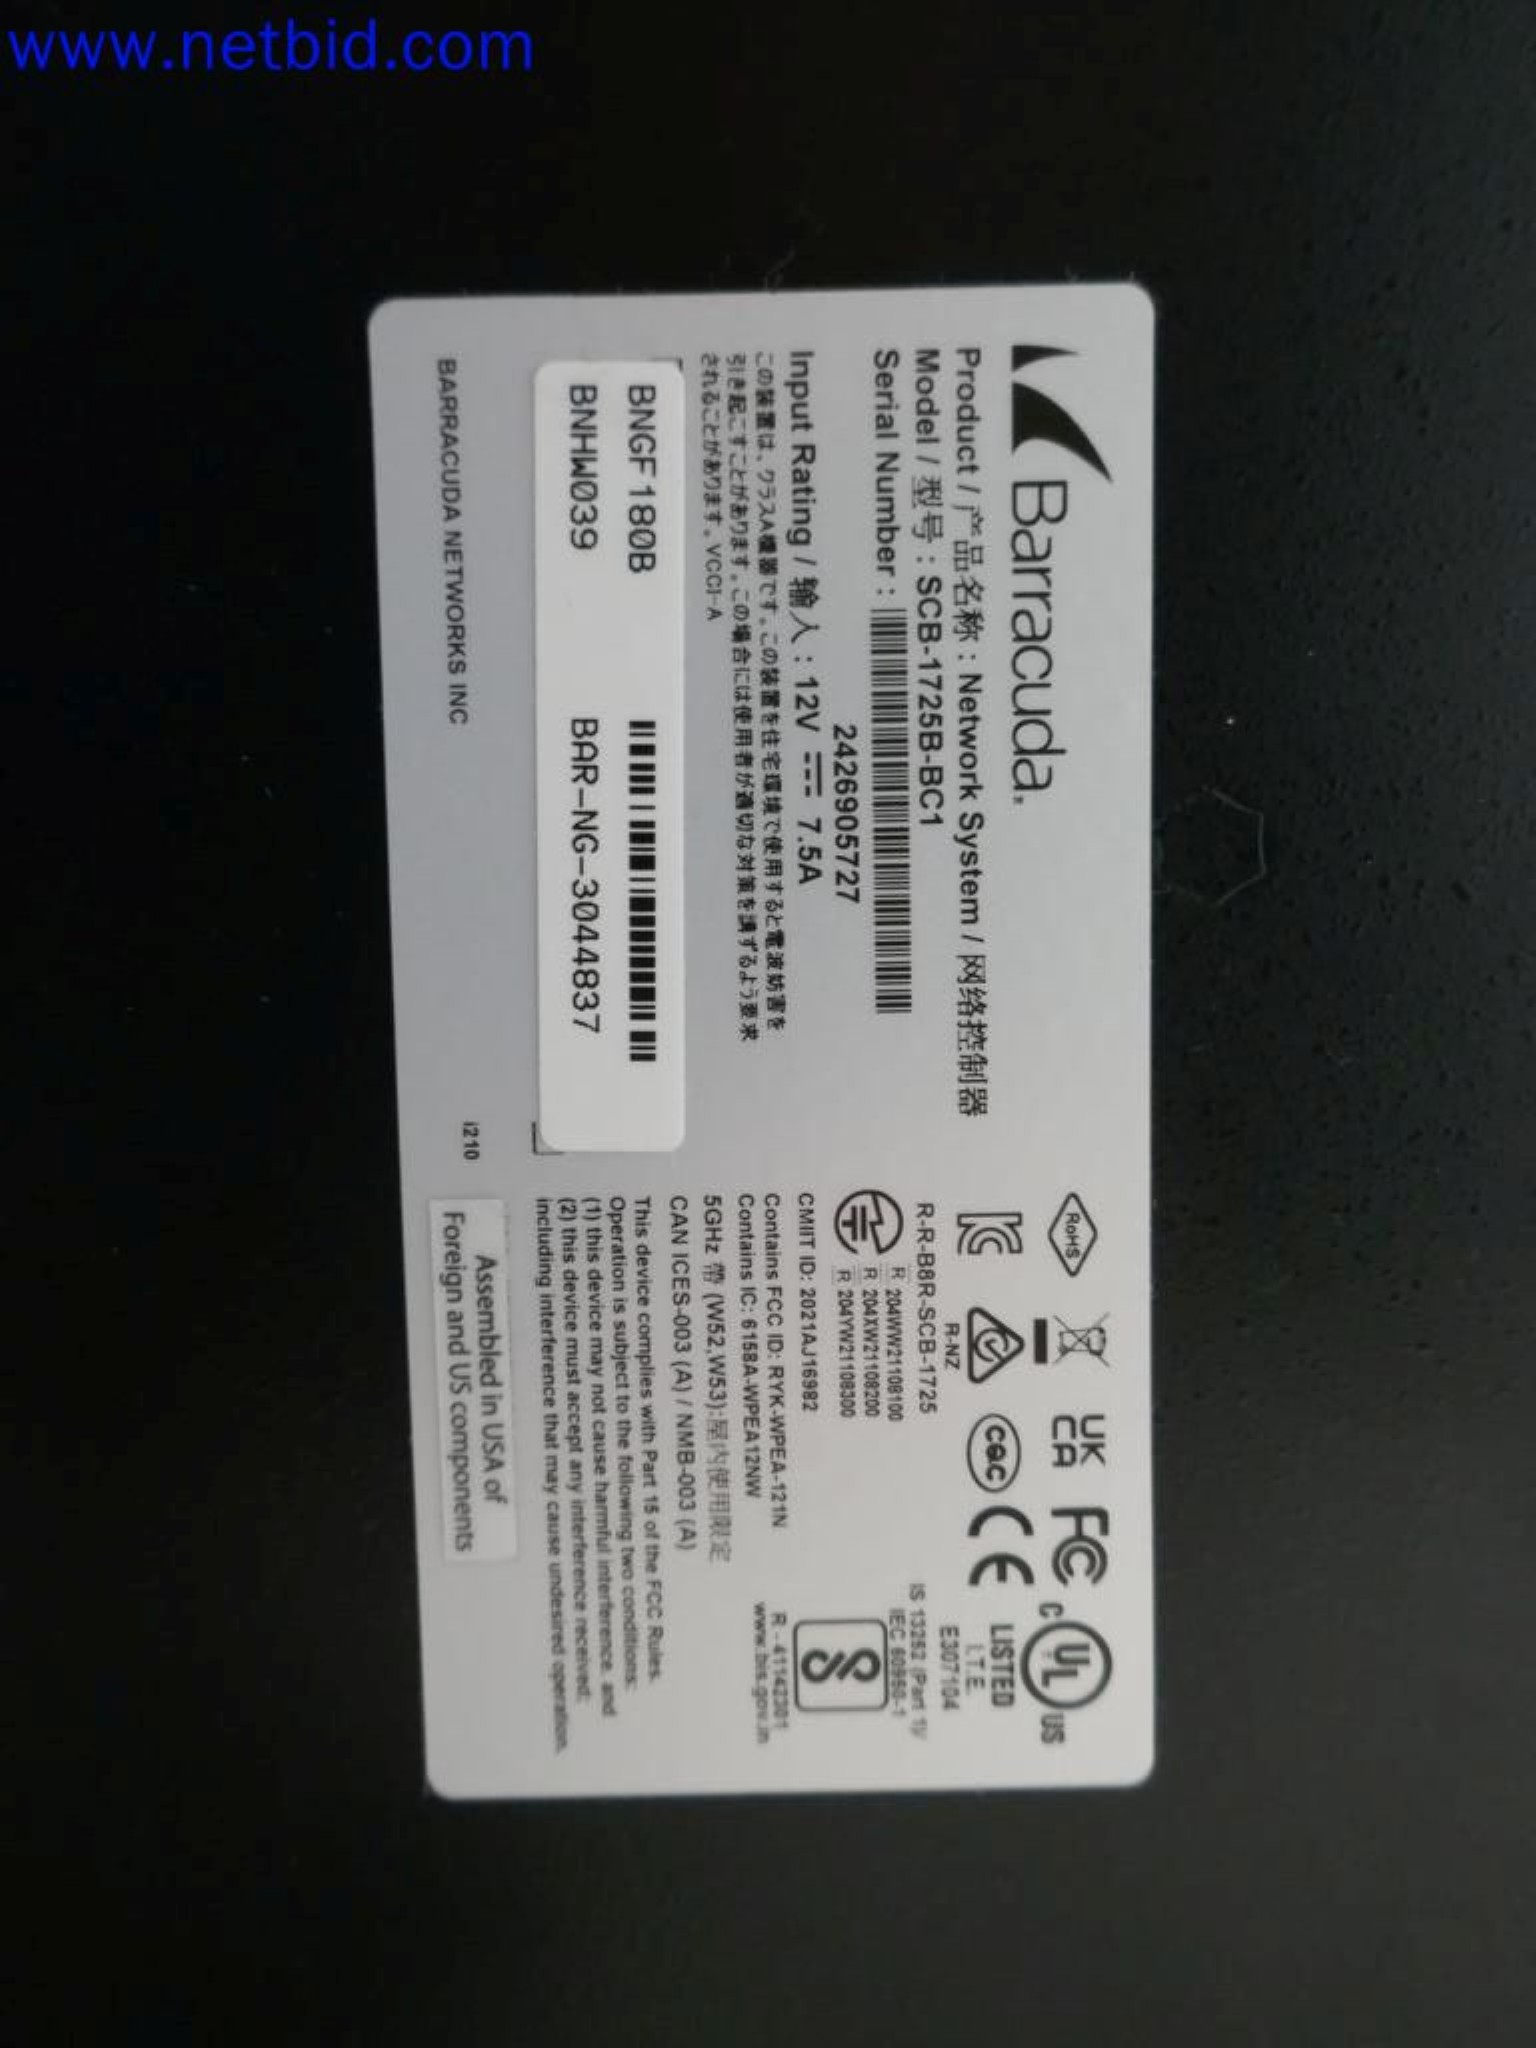 www.netbid.com
Barracuda
Product / 产品名称 : Network System / 网络控制器
Model / 型号 : SCB-1725B-BC1
Serial Number :
2426905727
Input Rating / 输入 : 12V 7.5A
この装置は、クラスA機器です。この装置を住宅環境で使用すると電波妨害を
引き起こすことがあります。この場合には使用者が適切な対策を講ずるよう要求
されることがあります。VCCI-A
BNGF180B
BNHW039
BAR-NG-3044837
BARRACUDA NETWORKS INC
i210
RoHS
UK
CA
FC
C UL US
LISTED
I.T.E.
E307104
R-NZ
CQC
CE
R-R-B8R-SCB-1725
R 204WW21108100
R 204XW21108200
R 204YW21108300
IS 13252 (Part 1)/
IEC 60950-1
R - 41142301
www.bis.gov.in
CMIIT ID: 2021AJ16982
Contains FCC ID: RYK-WPEA-121N
Contains IC: 6158A-WPEA12NW
5GHz 帯 (W52,W53):屋内使用限定
CAN ICES-003 (A) / NMB-003 (A)
This device complies with Part 15 of the FCC Rules.
Operation is subject to the following two conditions:
(1) this device may not cause harmful interference, and
(2) this device must accept any interference received;
including interference that may cause undesired operation.
Assembled in USA of
Foreign and US components